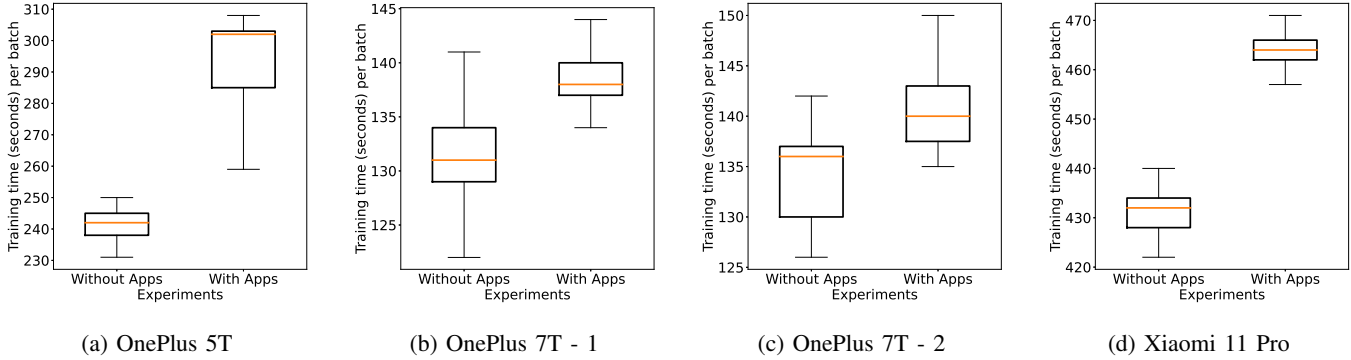 Training time (seconds) per batch
310
300
290
280
270
260
250
240
230
Without Apps
With Apps
Experiments
(a) OnePlus 5T
Training time (seconds) per batch
145
140
135
130
125
Without Apps
With Apps
Experiments
(b) OnePlus 7T - 1
Training time (seconds) per batch
150
145
140
135
130
125
Without Apps
With Apps
Experiments
(c) OnePlus 7T - 2
Training time (seconds) per batch
470
460
450
440
430
420
Without Apps
With Apps
Experiments
(d) Xiaomi 11 Pro